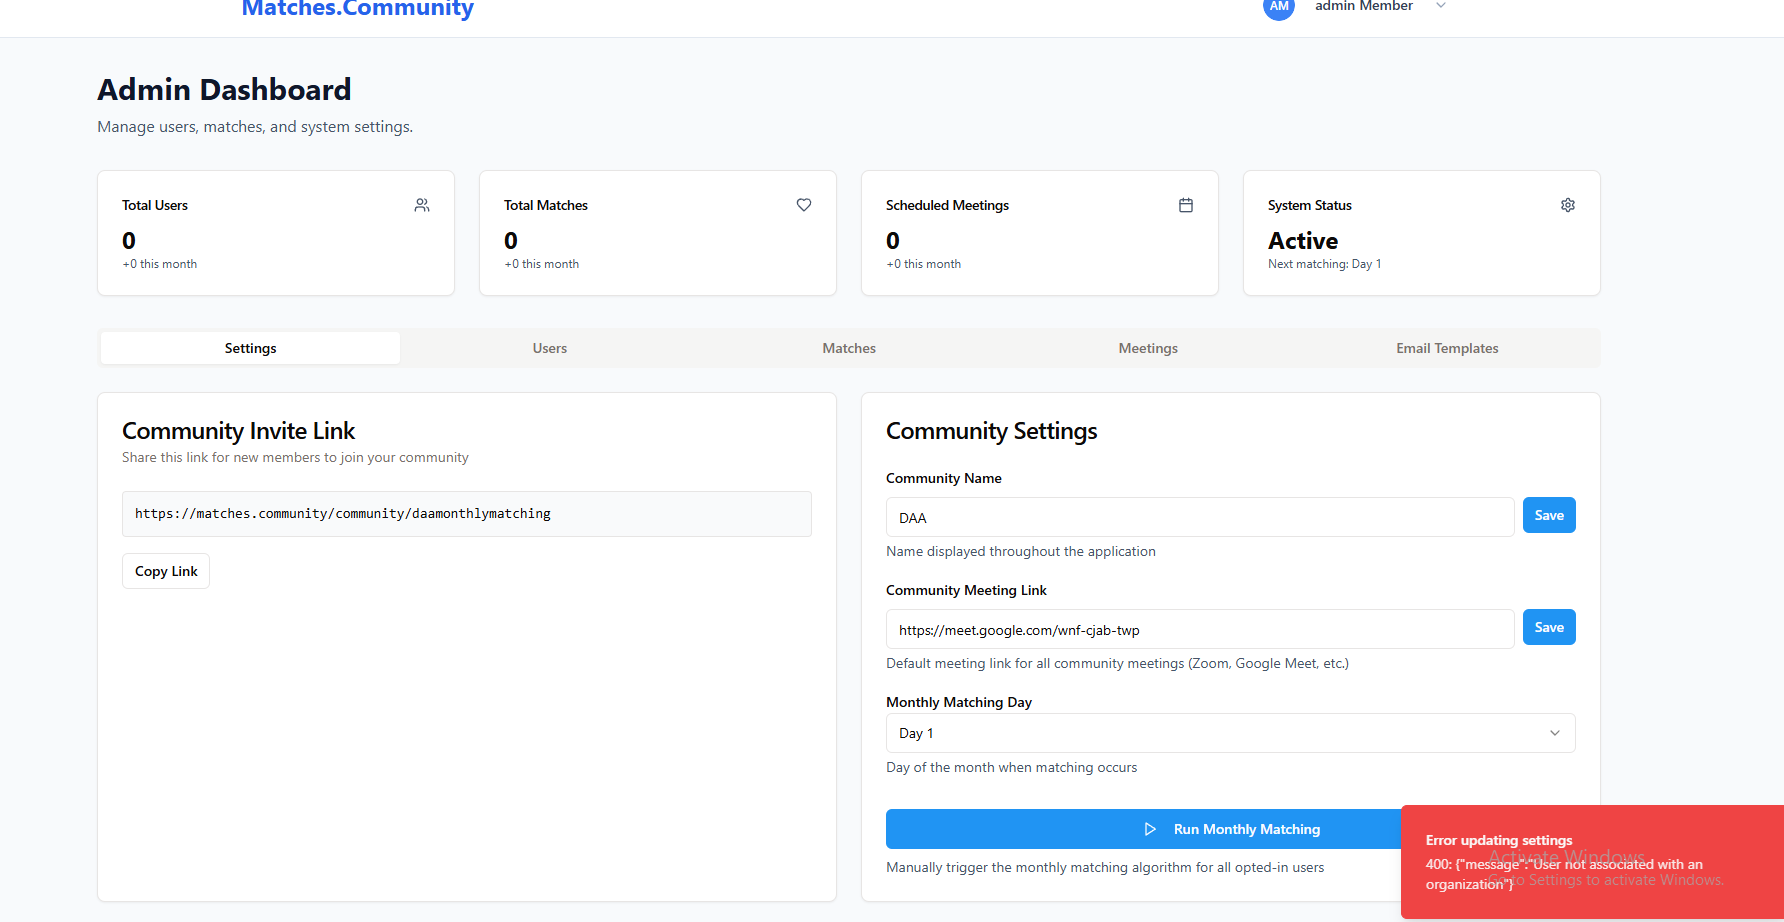 Matches.Community
AM admin Member
Admin Dashboard
Manage users, matches, and system settings.
Total Users
0
+0 this month
Total Matches
0
+0 this month
Scheduled Meetings
0
+0 this month
System Status
Active
Next matching: Day 1
Settings Users Matches Meetings Email Templates
Community Invite Link
Share this link for new members to join your community
https://matches.community/community/daamonthlymatching
Copy Link
Community Settings
Community Name
DAA Save
Name displayed throughout the application
Community Meeting Link
https://meet.google.com/wnf-cjab-twp Save
Default meeting link for all community meetings (Zoom, Google Meet, etc.)
Monthly Matching Day
Day 1
Day of the month when matching occurs
Run Monthly Matching
Manually trigger the monthly matching algorithm for all opted-in users
Error updating settings
400: {"message":"User not associated with an
organization"}
Activate Windows
Go to Settings to activate Windows.